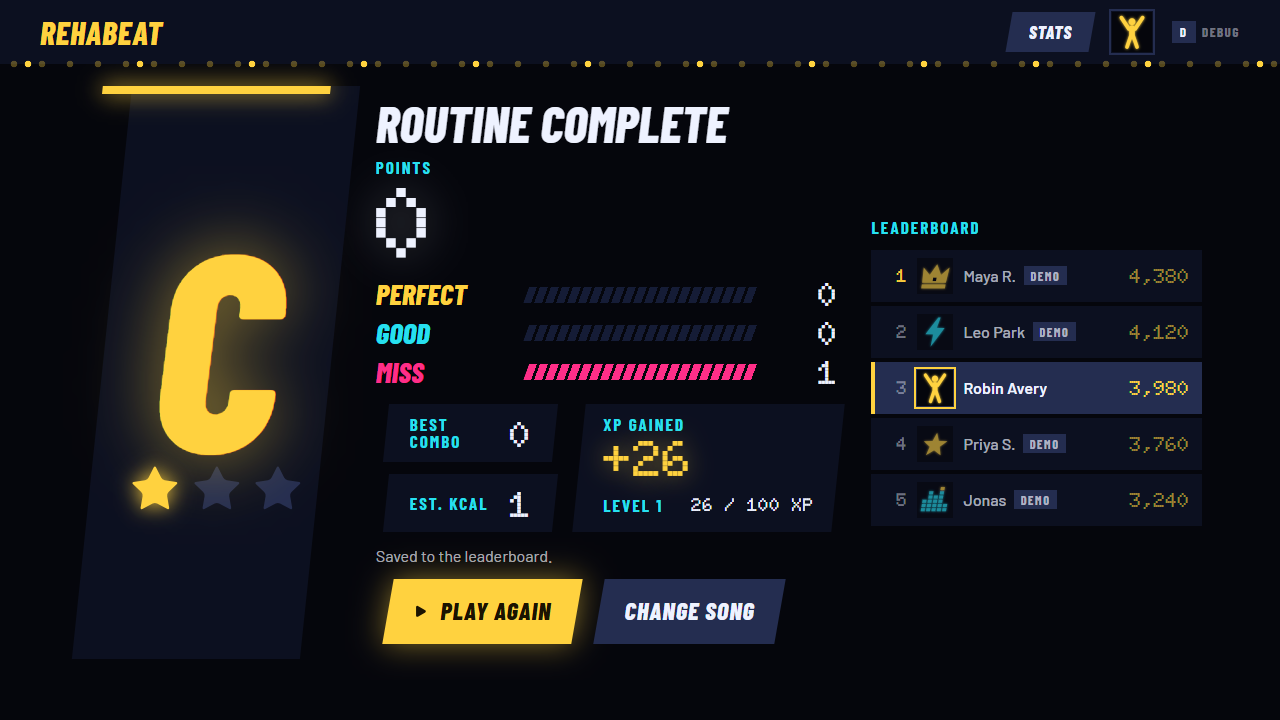 REHABEAT
STATS
D DEBUG
ROUTINE COMPLETE
POINTS
0
PERFECT 0
GOOD 0
MISS 1
C
BEST COMBO 0
EST. KCAL 1
XP GAINED
+26
LEVEL 1 26 / 100 XP
Saved to the leaderboard.
PLAY AGAIN
CHANGE SONG
LEADERBOARD
1 Maya R. DEMO 4,380
2 Leo Park DEMO 4,120
3 Robin Avery 3,980
4 Priya S. DEMO 3,760
5 Jonas DEMO 3,240